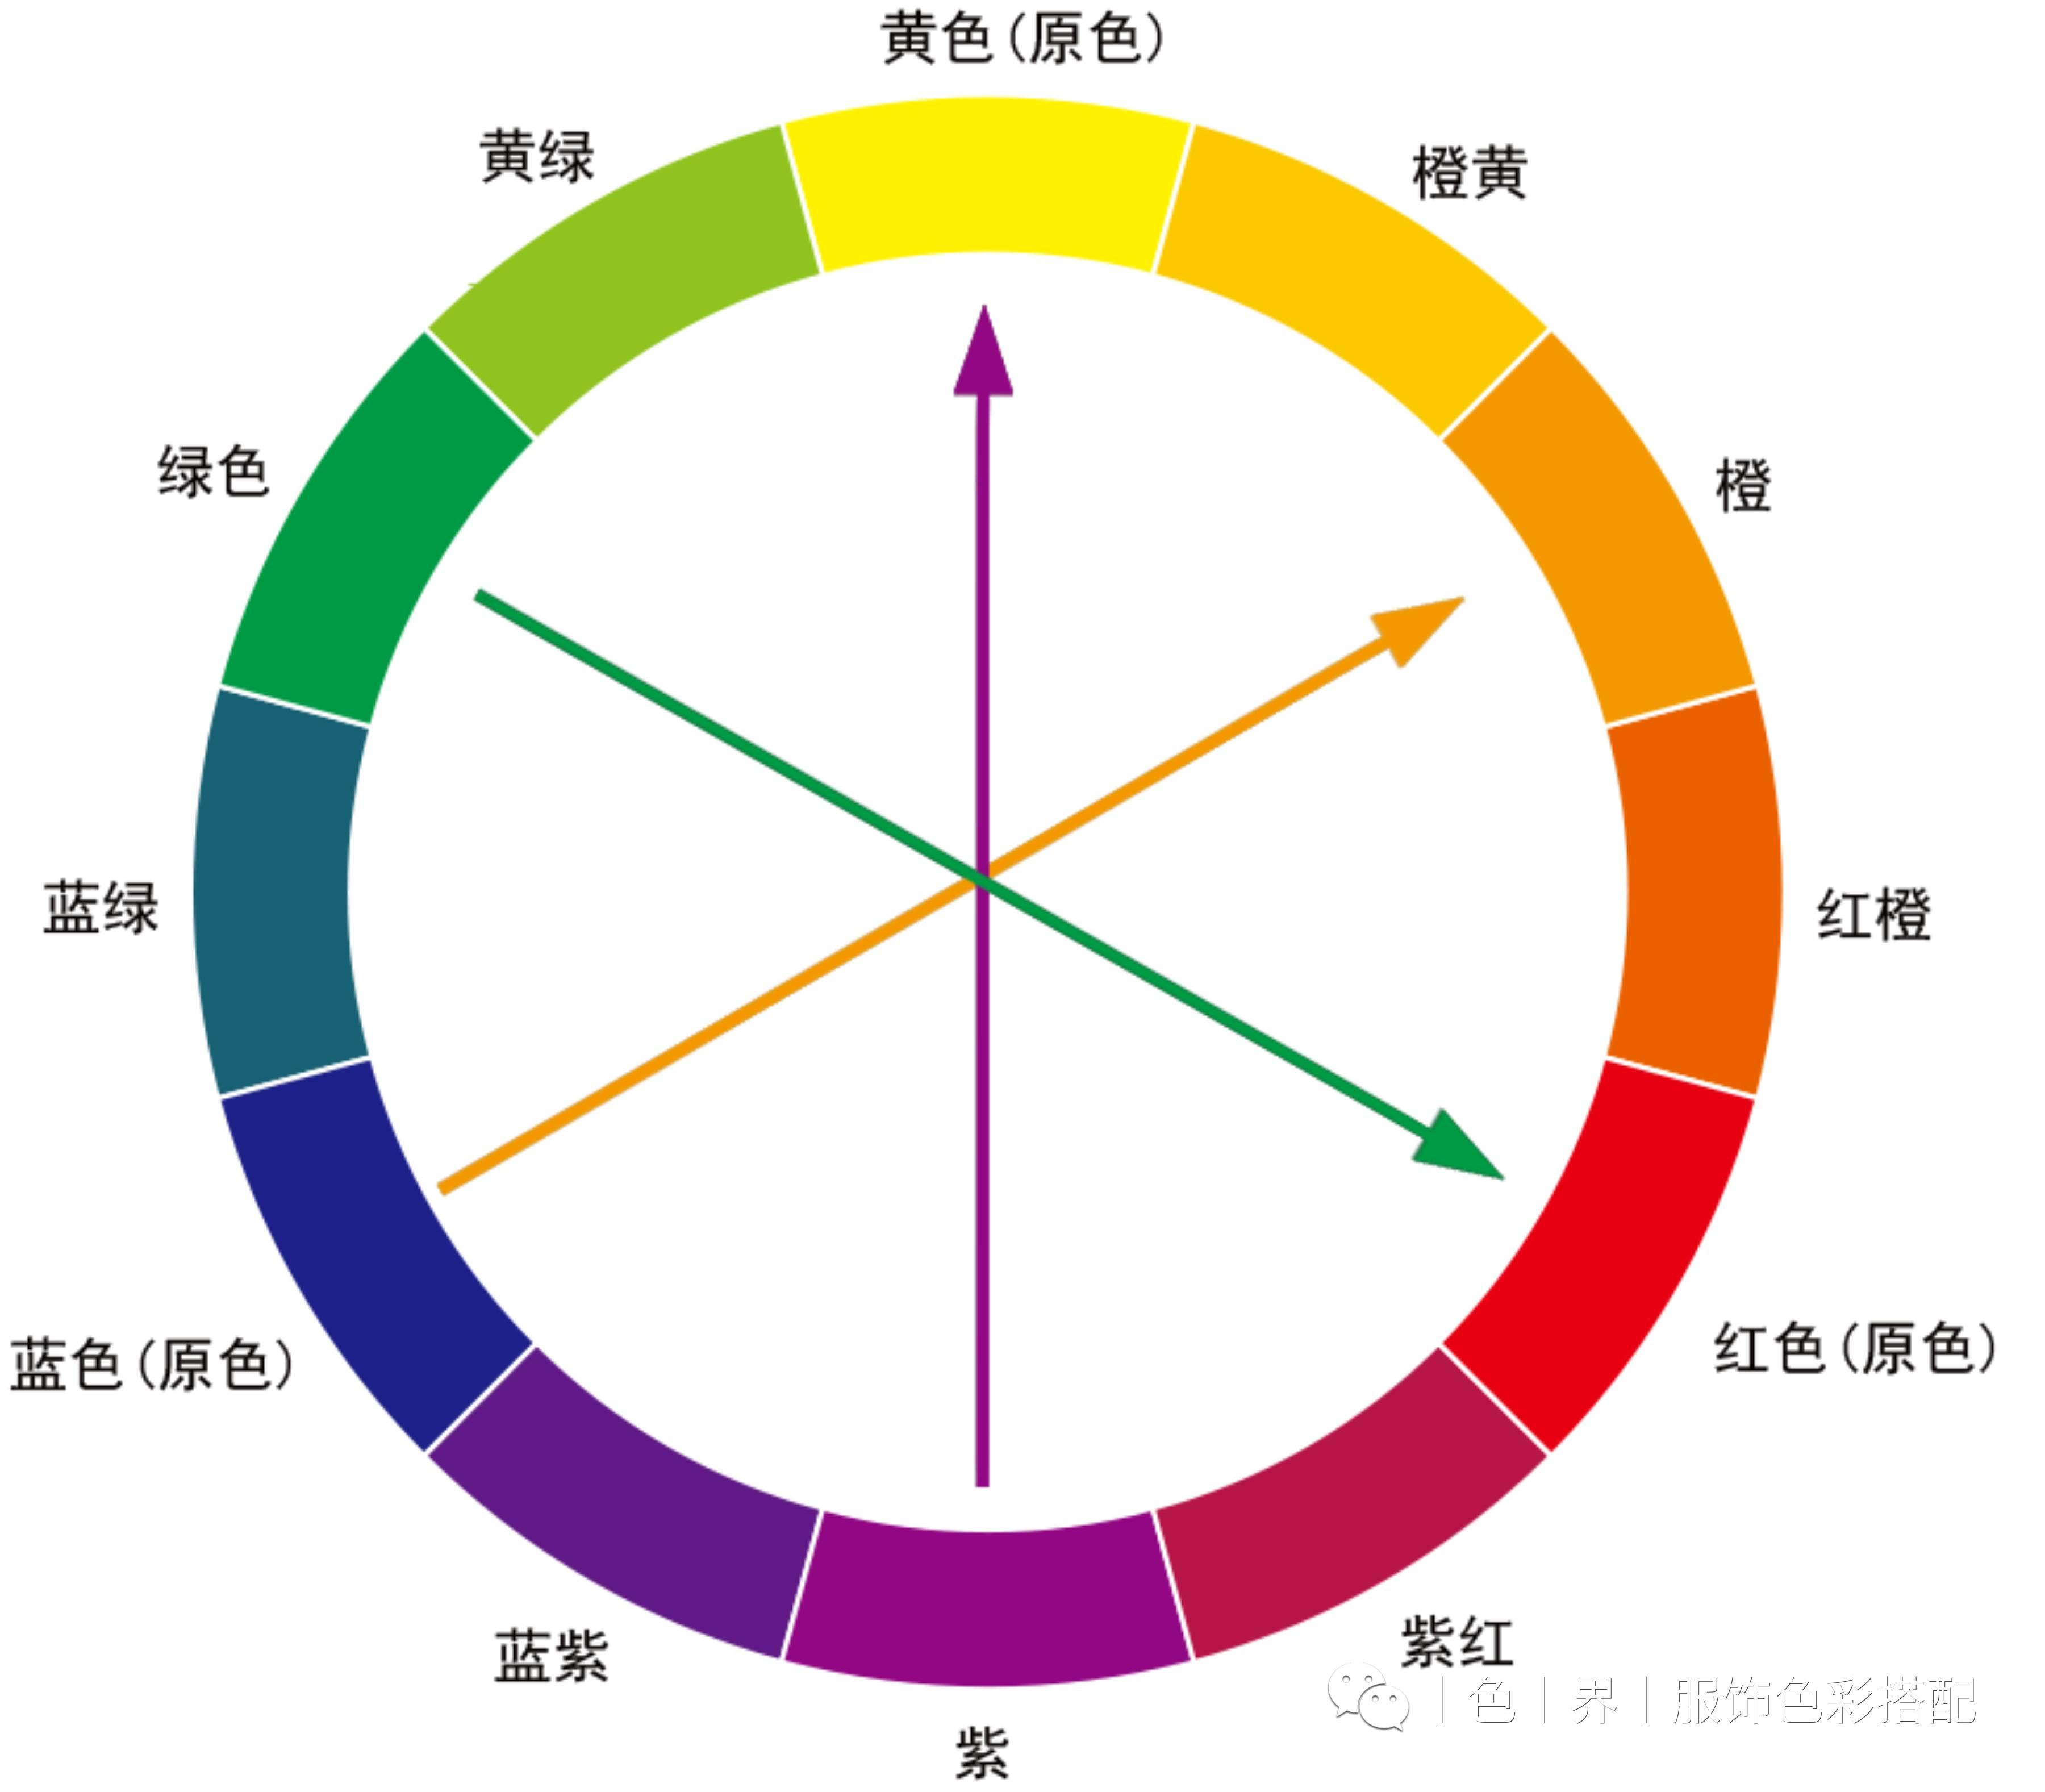 黄色(原色)
黄绿
橙黄
绿色
橙
蓝绿
红橙
蓝色(原色)
红色(原色)
蓝紫
紫红
丨色丨界丨服饰色彩搭配
紫